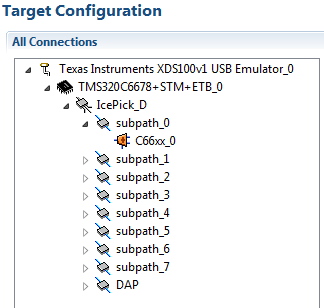 Target Configuration
All Connections
Texas Instruments XDS100v1 USB Emulator_0
TMS320C6678+STM+ETB_0
IcePick_D
subpath_0
C66xx_0
subpath_1
subpath_2
subpath_3
subpath_4
subpath_5
subpath_6
subpath_7
DAP